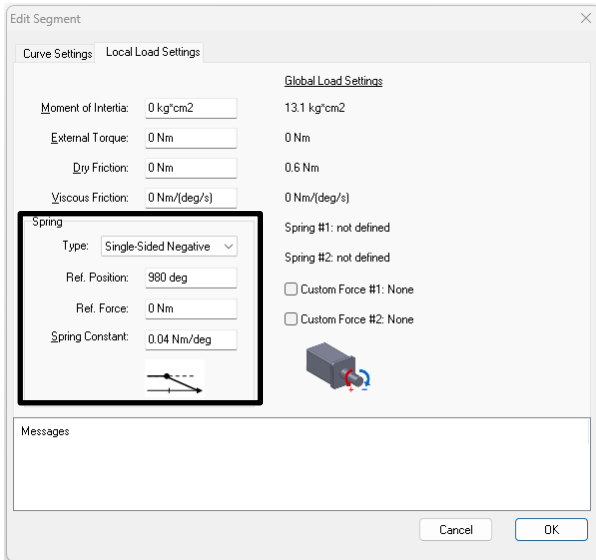 Edit Segment
Curve Settings Local Load Settings
Global Load Settings
Moment of Intertia: 0 kg*cm2 13.1 kg*cm2
External Torque: 0 Nm 0 Nm
Dry Friction: 0 Nm 0.6 Nm
Viscous Friction: 0 Nm/(deg/s) 0 Nm/(deg/s)
Spring
Spring #1: not defined
Type: Single-Sided Negative
Spring #2: not defined
Ref. Position: 980 deg
Custom Force #1: None
Ref. Force: 0 Nm
Custom Force #2: None
Spring Constant: 0.04 Nm/deg
+ -
Messages
Cancel OK